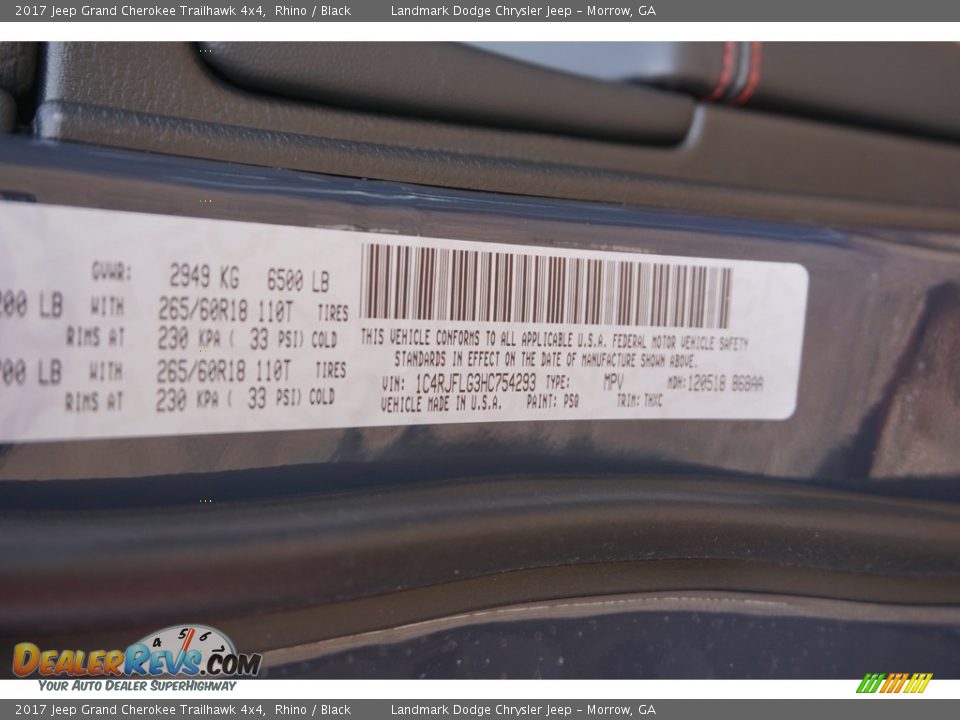 2017 Jeep Grand Cherokee Trailhawk 4x4, Rhino / Black Landmark Dodge Chrysler Jeep - Morrow, GA
GVWR: 2949 KG 6500 LB
00 LB WITH 265/60R18 110T TIRES
RIMS AT 230 KPA ( 33 PSI) COLD
700 LB WITH 265/60R18 110T TIRES
RIMS AT 230 KPA ( 33 PSI) COLD
THIS VEHICLE CONFORMS TO ALL APPLICABLE U.S.A. FEDERAL MOTOR VEHICLE SAFETY
STANDARDS IN EFFECT ON THE DATE OF MANUFACTURE SHOWN ABOVE.
VIN: 1C4RJFLG3HC754293 TYPE: MPV MDH: 120518 868AA
VEHICLE MADE IN U.S.A. PAINT: PSQ TRIM: THXC
4 5 6
DEALERREVS.COM
YOUR AUTO DEALER SUPERHIGHWAY
2017 Jeep Grand Cherokee Trailhawk 4x4, Rhino / Black Landmark Dodge Chrysler Jeep - Morrow, GA